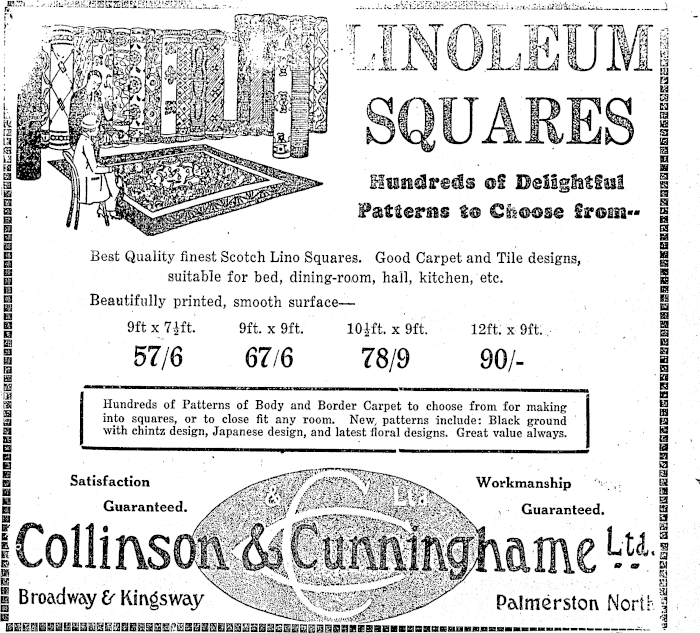 LINOLEUM
SQUARES
Hundreds of Delightful
Patterns to Choose from--
Best Quality finest Scotch Lino Squares. Good Carpet and Tile designs,
suitable for bed, dining-room, hall, kitchen, etc.
Beautifully printed, smooth surface—
9ft x 7½ft. 9ft. x 9ft. 10½ft. x 9ft. 12ft. x 9ft.
57/6 67/6 78/9 90/-
Hundreds of Patterns of Body and Border Carpet to choose from for making
into squares, or to close fit any room. New patterns include: Black ground
with chintz design, Japanese design, and latest floral designs. Great value always.
Satisfaction
Guaranteed.
Workmanship
Guaranteed.
& Ltd
Collinson & Cunninghame Ltd.
Broadway & Kingsway
Palmerston North